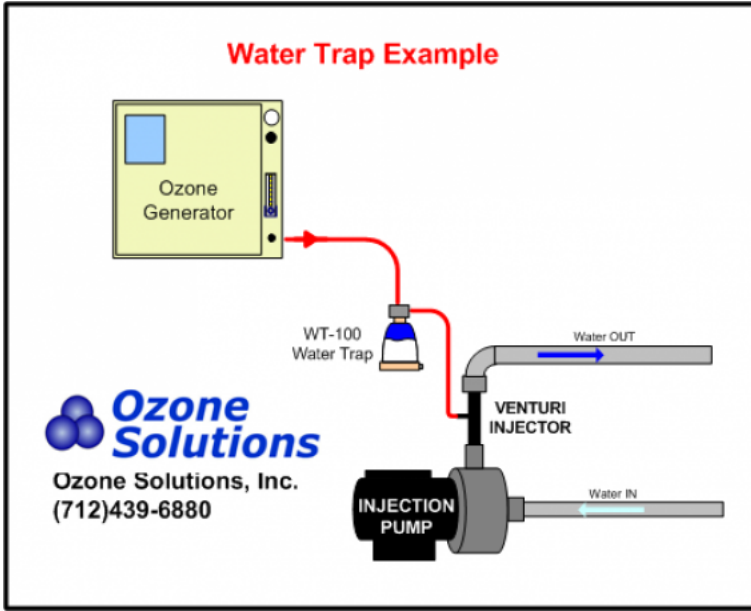 Water Trap Example
Ozone
Generator
WT-100
Water Trap
Water OUT
VENTURI
INJECTOR
Ozone
Solutions
Ozone Solutions, Inc.
(712)439-6880
INJECTION
PUMP
Water IN